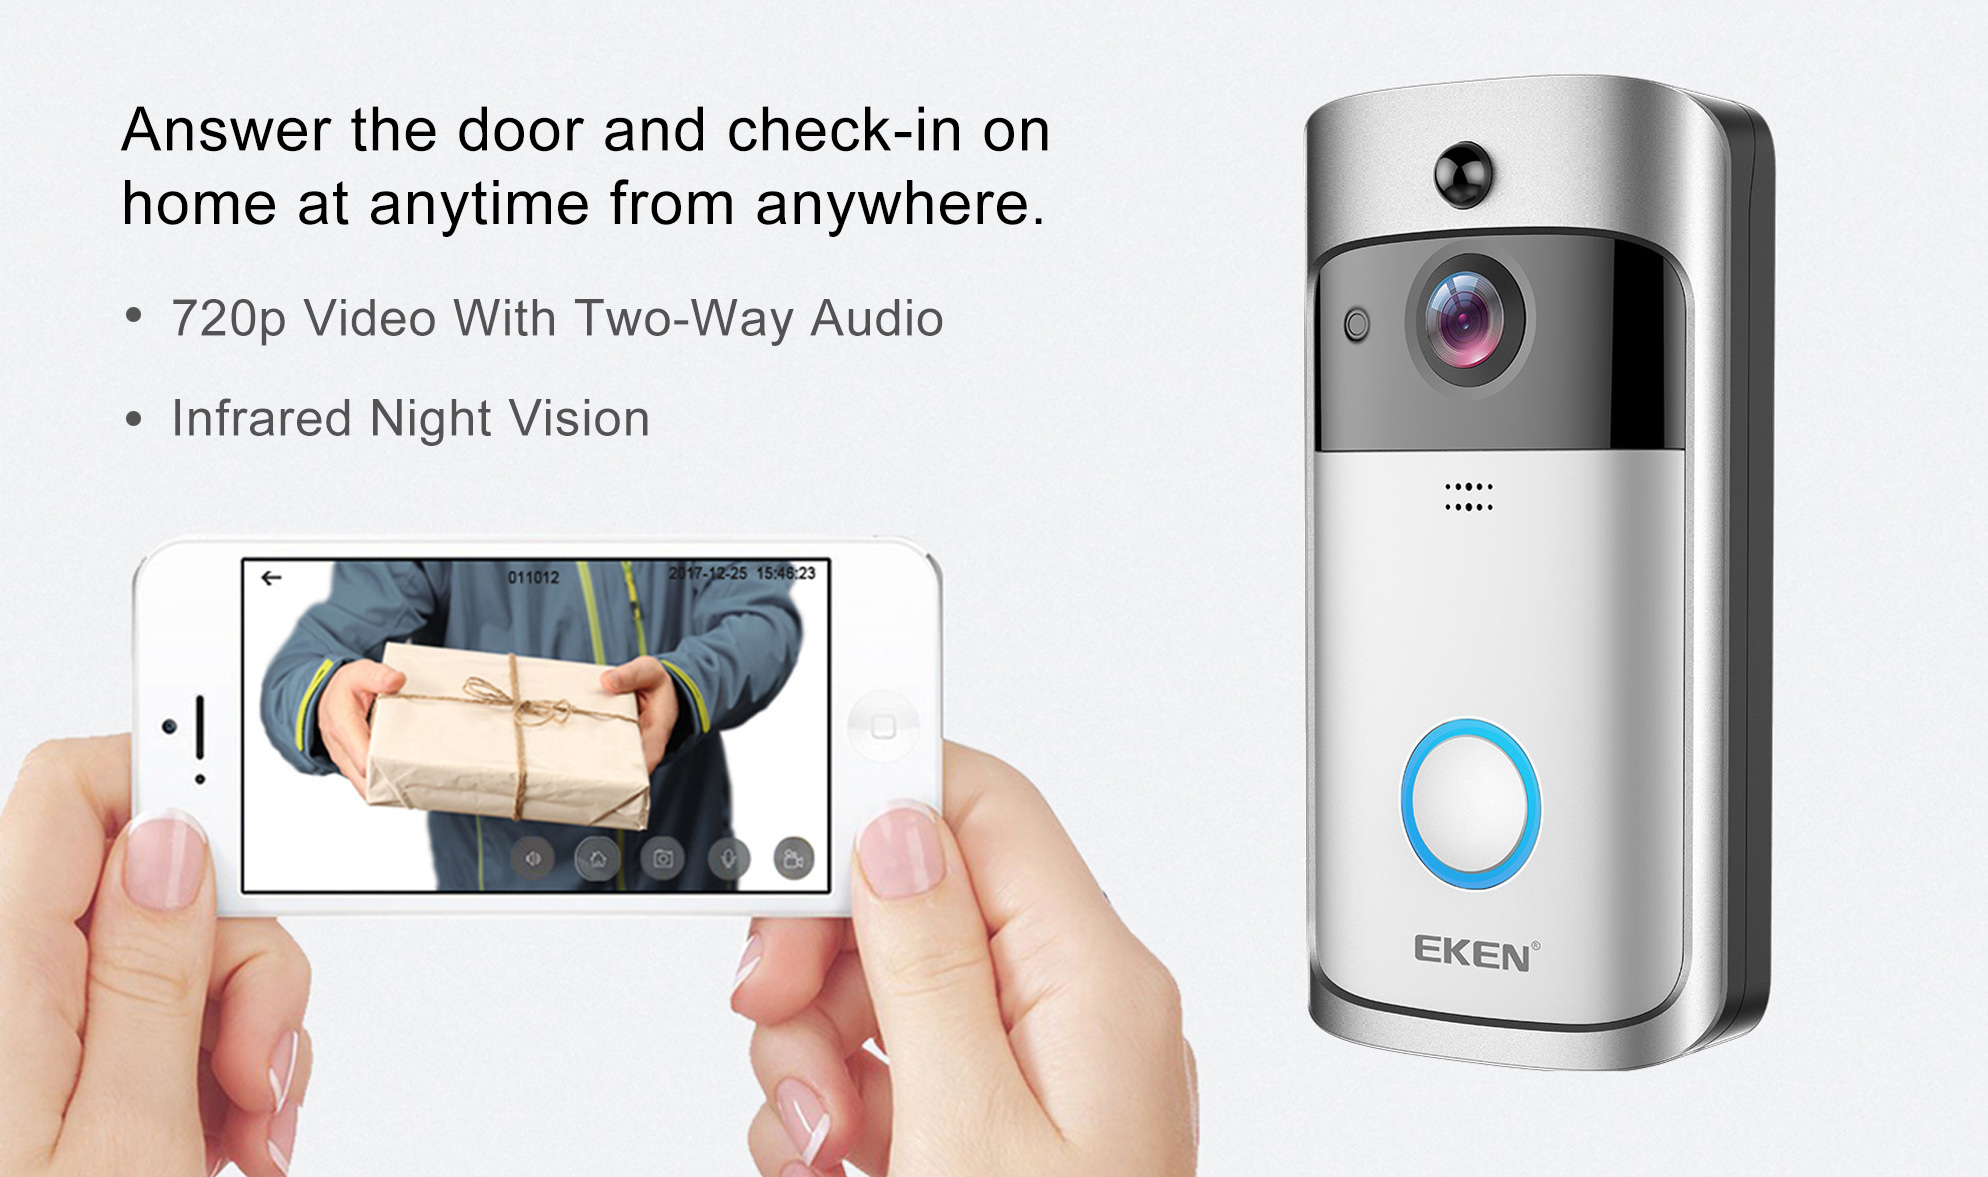 Answer the door and check-in on
home at anytime from anywhere.
• 720p Video With Two-Way Audio
• Infrared Night Vision
011012 2017-12-25 15:46:23
EKEN®